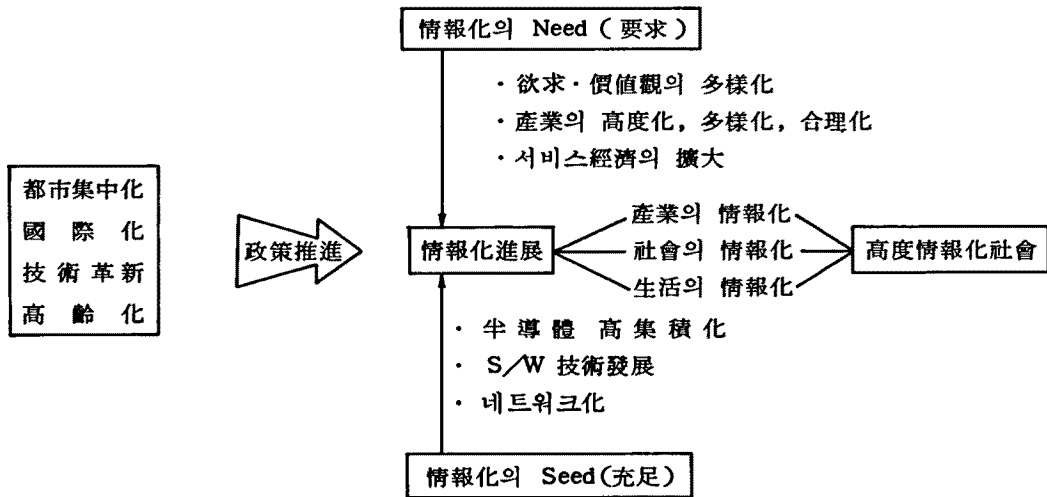 情報化의 Need ( 要求 )
· 欲求 · 價値觀의 多樣化
· 產業의 高度化, 多樣化, 合理化
· 서비스經濟의 擴大
都市集中化
國際化
技術革新
高齡化
政策推進
情報化進展
產業의 情報化
社會의 情報化
生活의 情報化
高度情報化社會
· 半導體 高集積化
· S/W 技術發展
· 네트워크化
情報化의 Seed(充足)